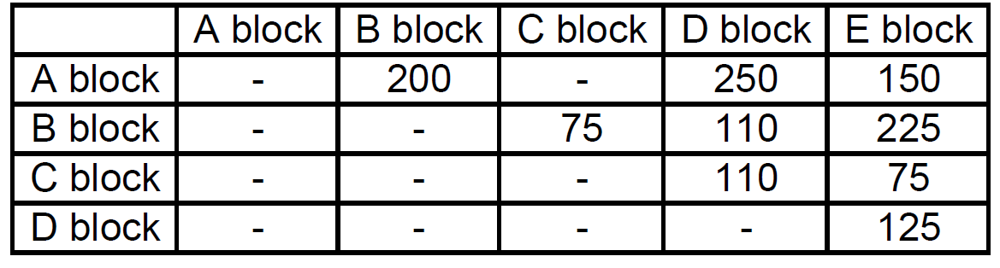 A block B block C block D block E block
A block - 200 - 250 150
B block - - 75 110 225
C block - - - 110 75
D block - - - - 125